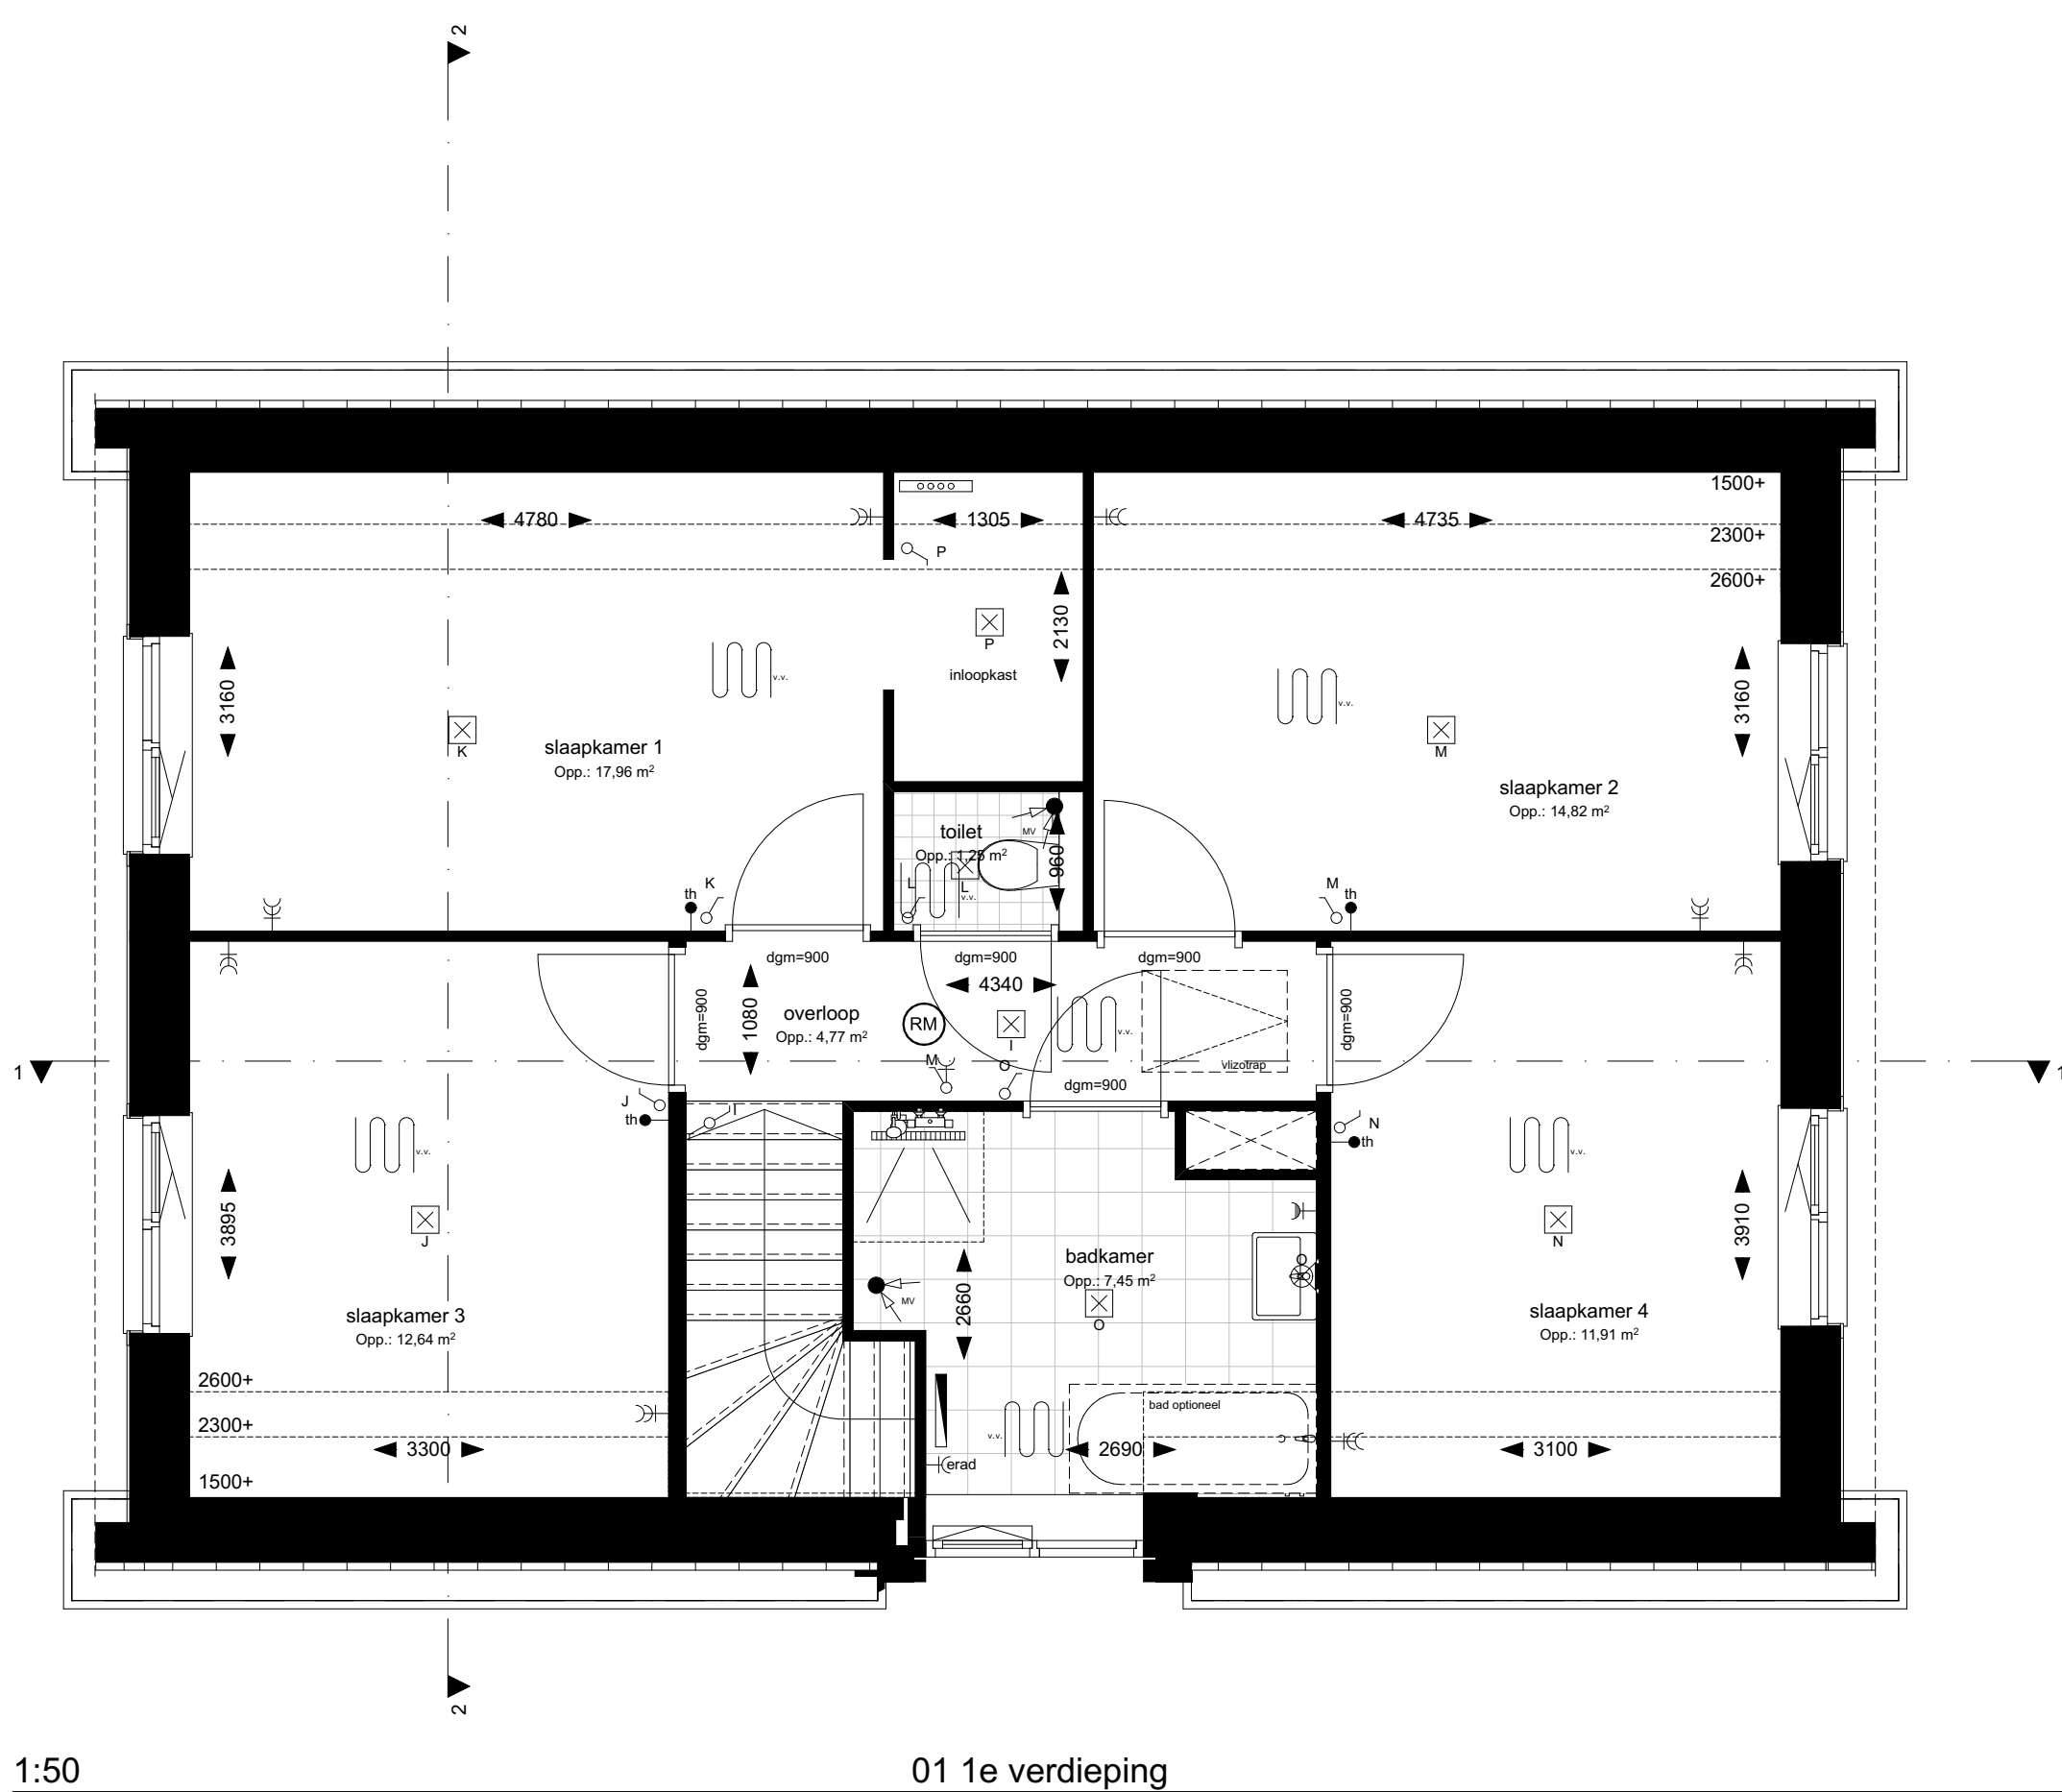 2
1500+
4780
1305
4735
2300+
P
2600+
2130
P
inloopkast
v.v.
v.v.
3160
3160
K
M
slaapkamer 1
Opp.: 17,96 m²
slaapkamer 2
Opp.: 14,82 m²
toilet
MV
Opp.: 1,25 m²
960
th
K
L
L
v.v.
M
th
dgm=900
dgm=900
dgm=900
4340
dgm=900
1080
overloop
Opp.: 4,77 m²
RM
I
v.v.
dgm=900
1
M
O
vlizotrap
1
dgm=900
J
th
I
N
th
v.v.
v.v.
3895
J
3910
N
badkamer
Opp.: 7,45 m²
O
MV
2660
O
slaapkamer 3
Opp.: 12,64 m²
slaapkamer 4
Opp.: 11,91 m²
2600+
bad optioneel
2300+
v.v.
3300
2690
3100
erad
1500+
2
1:50
01 1e verdieping